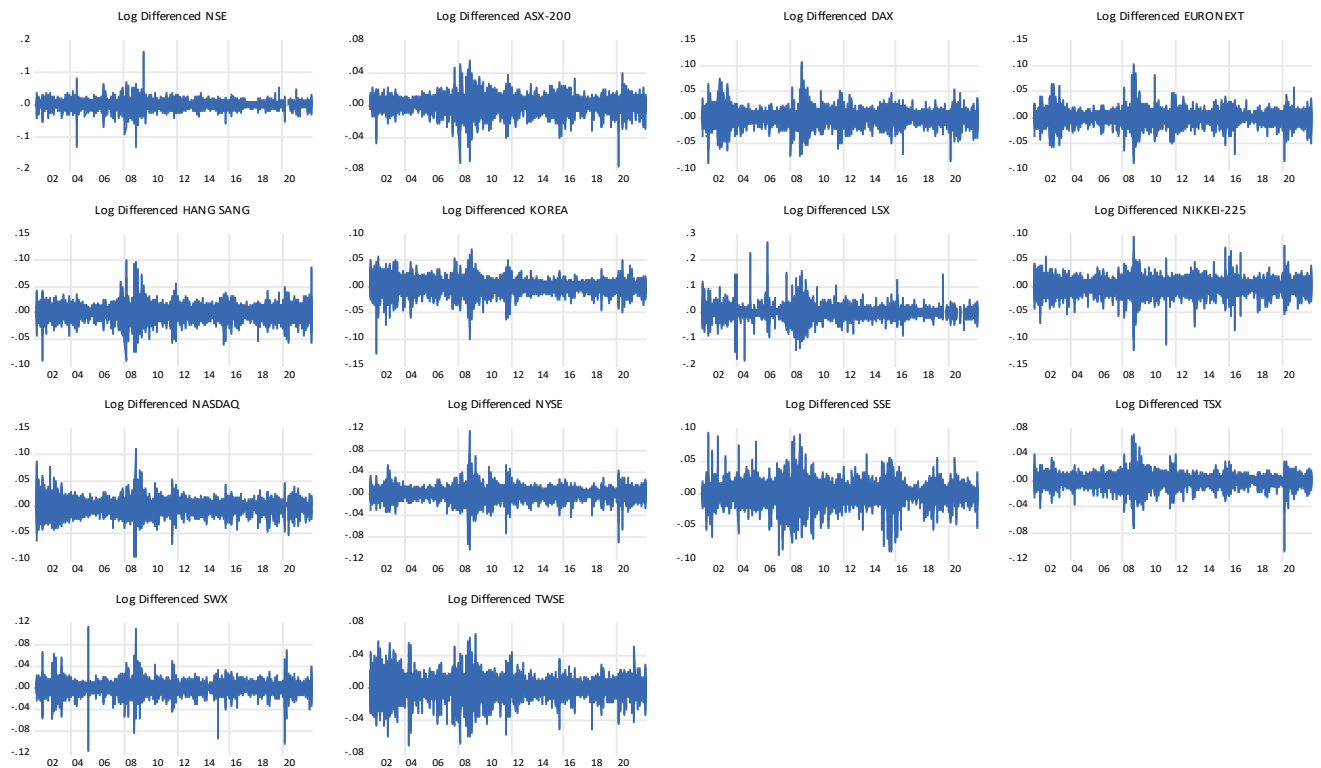 Log Differenced NSE
.2
.1
.0
-.1
-.2
02 04 06 08 10 12 14 16 18 20
Log Differenced ASX-200
.08
.04
.00
-.04
-.08
02 04 06 08 10 12 14 16 18 20
Log Differenced DAX
.15
.10
.05
.00
-.05
-.10
02 04 06 08 10 12 14 16 18 20
Log Differenced EURONEXT
.15
.10
.05
.00
-.05
-.10
02 04 06 08 10 12 14 16 18 20
Log Differenced HANG SANG
.15
.10
.05
.00
-.05
-.10
02 04 06 08 10 12 14 16 18 20
Log Differenced KOREA
.10
.05
.00
-.05
-.10
-.15
02 04 06 08 10 12 14 16 18 20
Log Differenced LSX
.3
.2
.1
.0
-.1
-.2
02 04 06 08 10 12 14 16 18 20
Log Differenced NIKKEI-225
.10
.05
.00
-.05
-.10
-.15
02 04 06 08 10 12 14 16 18 20
Log Differenced NASDAQ
.15
.10
.05
.00
-.05
-.10
02 04 06 08 10 12 14 16 18 20
Log Differenced NYSE
.12
.08
.04
.00
-.04
-.08
-.12
02 04 06 08 10 12 14 16 18 20
Log Differenced SSE
.10
.05
.00
-.05
-.10
02 04 06 08 10 12 14 16 18 20
Log Differenced TSX
.08
.04
.00
-.04
-.08
-.12
02 04 06 08 10 12 14 16 18 20
Log Differenced SWX
.12
.08
.04
.00
-.04
-.08
-.12
02 04 06 08 10 12 14 16 18 20
Log Differenced TWSE
.08
.04
.00
-.04
-.08
02 04 06 08 10 12 14 16 18 20